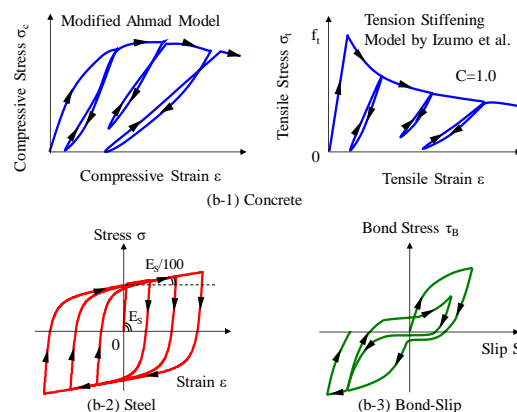 Modified Ahmad Model
Compressive Stress σc
Compressive Strain ε
Tension Stiffening
Model by Izumo et al.
ft
C=1.0
Tensile Stress σt
0
Tensile Strain ε
(b-1) Concrete
Stress σ
ES/100
ES
0
Strain ε
(b-2) Steel
Bond Stress τB
Slip S
(b-3) Bond-Slip